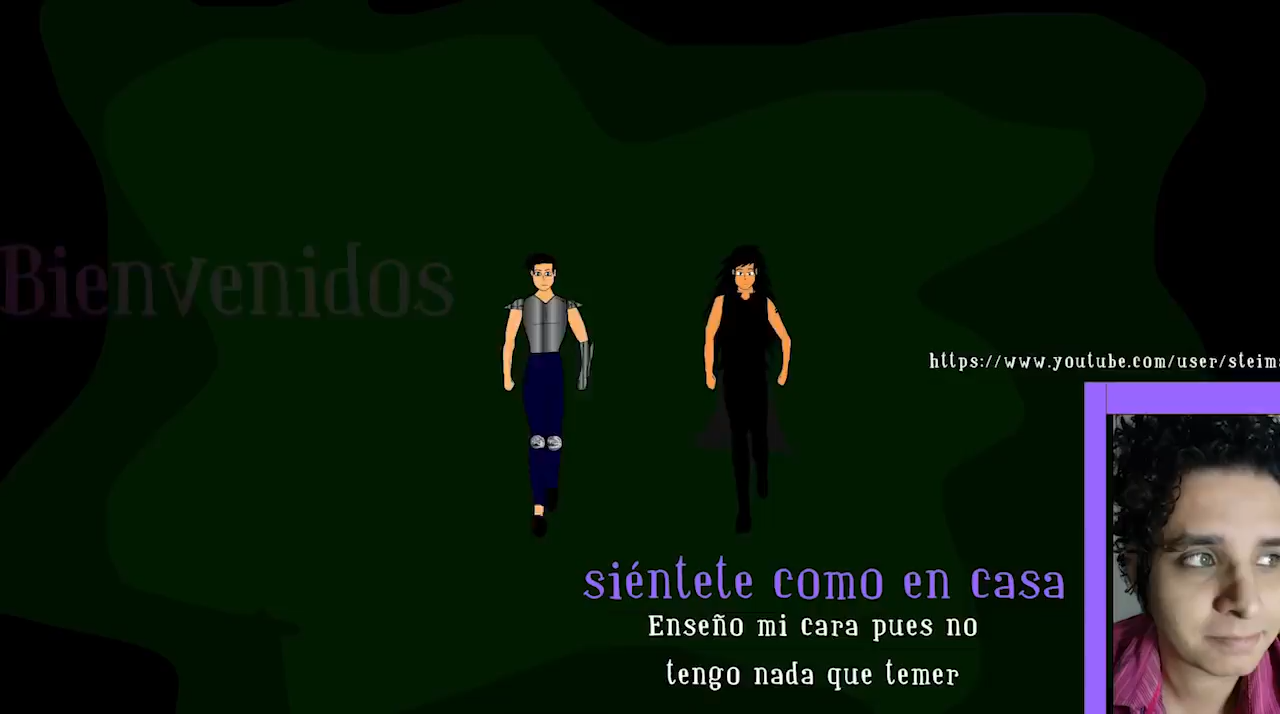 Bienvenidos
https://www.youtube.com/user/steims
siéntete como en casa
Enseño mi cara pues no
tengo nada que temer